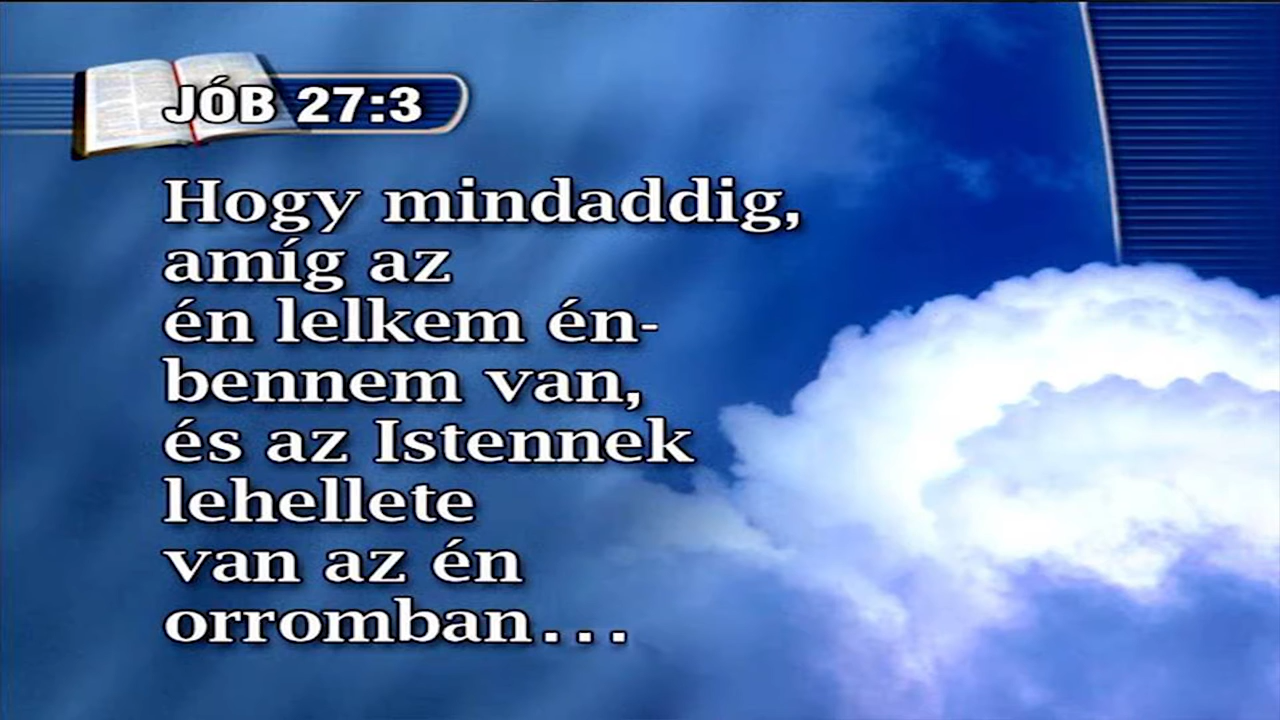 JÓB 27:3
Hogy mindaddig,
amíg az
én lelkem én-
bennem van,
és az Istennek
lehellete
van az én
orromban...